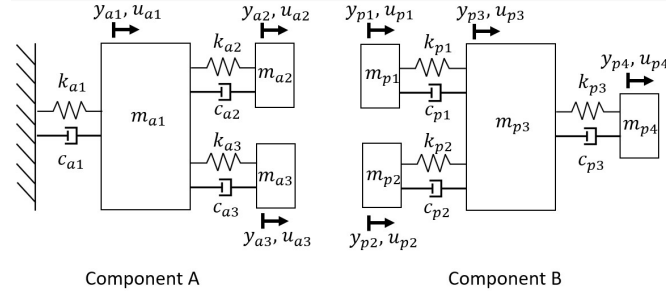 y_{a1}, u_{a1}
y_{a2}, u_{a2}
k_{a2}
k_{a1}
m_{a2}
c_{a2}
m_{a1}
k_{a3}
c_{a1}
m_{a3}
c_{a3}
y_{a3}, u_{a3}
Component A
y_{p1}, u_{p1}
y_{p3}, u_{p3}
k_{p1}
y_{p4}, u_{p4}
m_{p1}
k_{p3}
c_{p1}
m_{p3}
m_{p4}
k_{p2}
c_{p3}
m_{p2}
c_{p2}
y_{p2}, u_{p2}
Component B